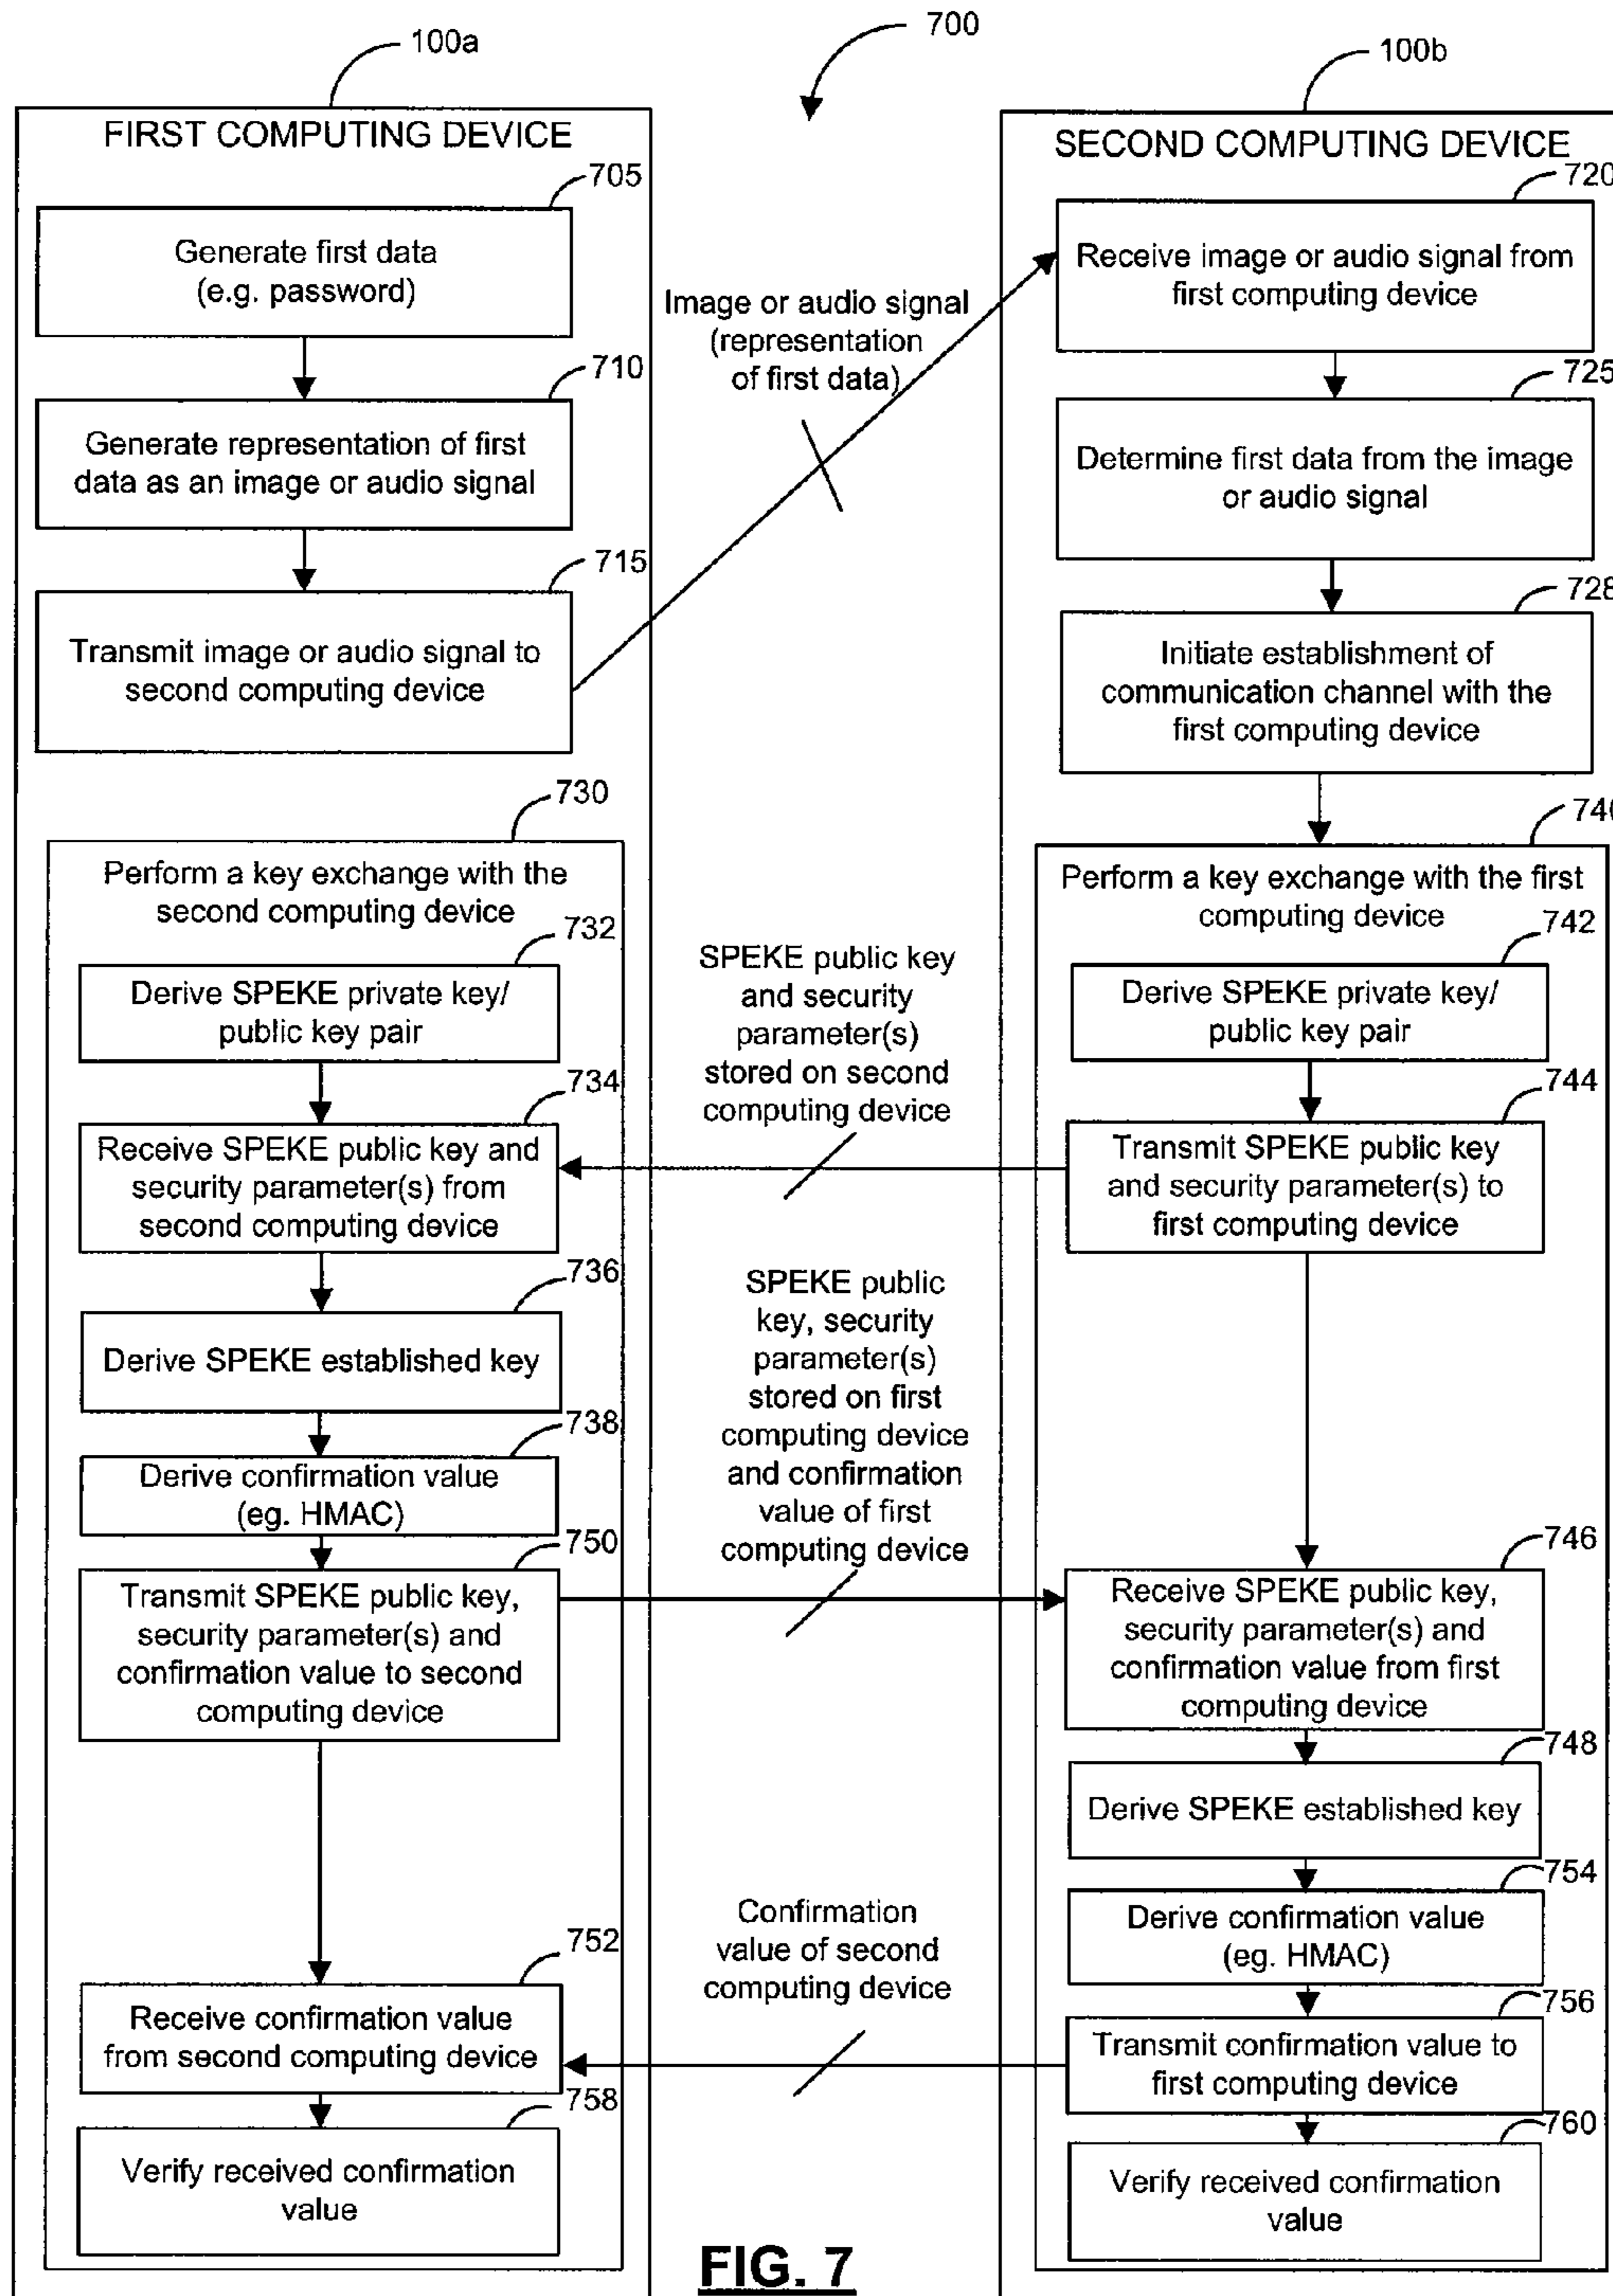 700
100a
FIRST COMPUTING DEVICE
705
Generate first data
(e.g. password)
710
Generate representation of first
data as an image or audio signal
715
Transmit image or audio signal to
second computing device
730
Perform a key exchange with the
second computing device
732
Derive SPEKE private key/
public key pair
734
Receive SPEKE public key and
security parameter(s) from
second computing device
736
Derive SPEKE established key
738
Derive confirmation value
(eg. HMAC)
750
Transmit SPEKE public key,
security parameter(s) and
confirmation value to second
computing device
752
Receive confirmation value
from second computing device
758
Verify received confirmation
value
Image or audio signal
(representation
of first data)
SPEKE public key
and security
parameter(s)
stored on second
computing device
SPEKE public
key, security
parameter(s)
stored on first
computing device
and confirmation
value of first
computing device
Confirmation
value of second
computing device
100b
SECOND COMPUTING DEVICE
720
Receive image or audio signal from
first computing device
725
Determine first data from the image
or audio signal
728
Initiate establishment of
communication channel with the
first computing device
740
Perform a key exchange with the first
computing device
742
Derive SPEKE private key/
public key pair
744
Transmit SPEKE public key
and security parameter(s) to
first computing device
746
Receive SPEKE public key,
security parameter(s) and
confirmation value from first
computing device
748
Derive SPEKE established key
754
Derive confirmation value
(eg. HMAC)
756
Transmit confirmation value to
first computing device
760
Verify received confirmation
value
FIG. 7